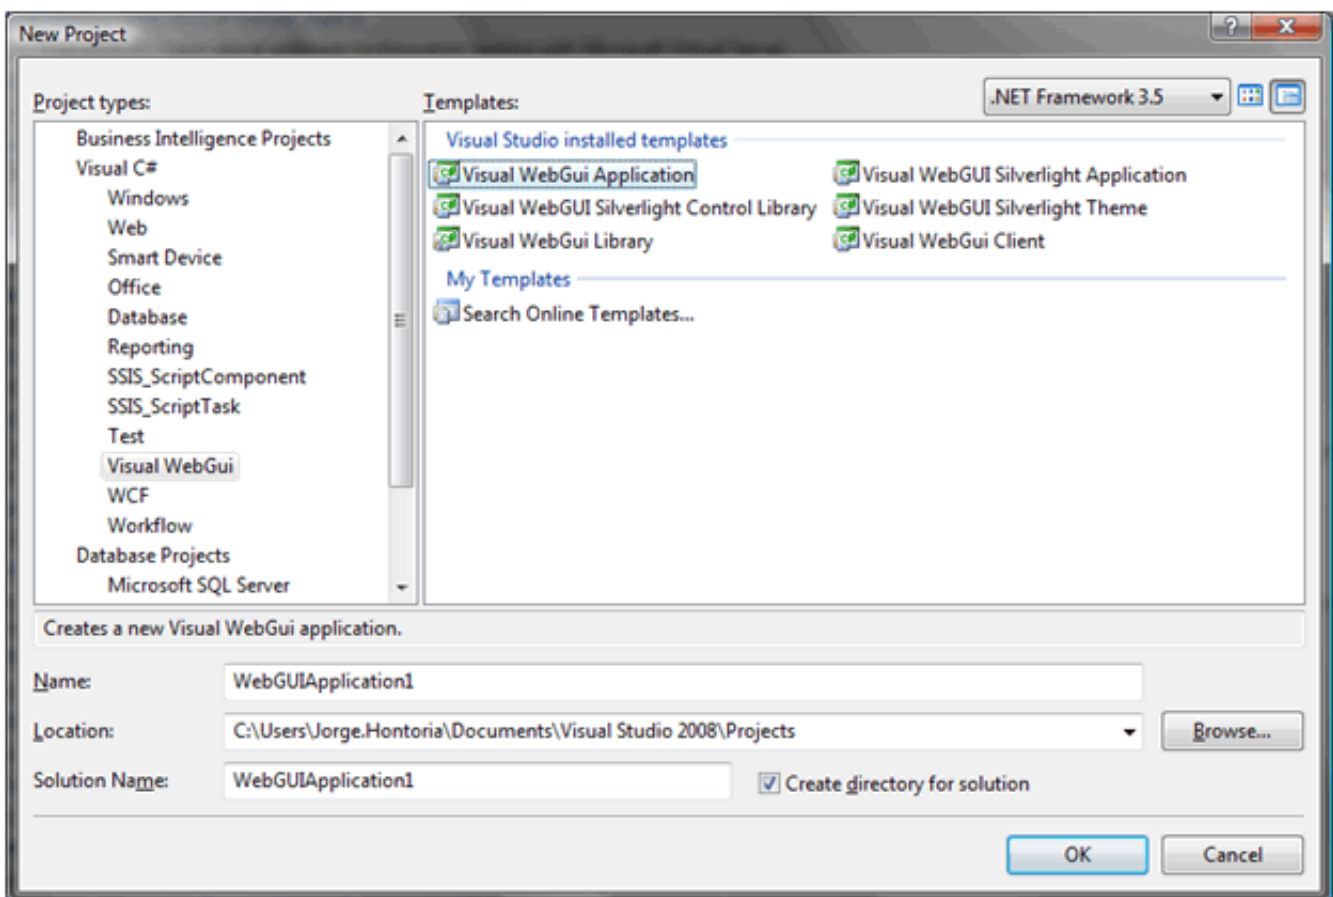 New Project
Project types:
Templates:
.NET Framework 3.5
Business Intelligence Projects
Visual C#
Windows
Web
Smart Device
Office
Database
Reporting
SSIS_ScriptComponent
SSIS_ScriptTask
Test
Visual WebGui
WCF
Workflow
Database Projects
Microsoft SQL Server
Visual Studio installed templates
Visual WebGui Application
Visual WebGUI Silverlight Application
Visual WebGUI Silverlight Control Library
Visual WebGUI Silverlight Theme
Visual WebGui Library
Visual WebGui Client
My Templates
Search Online Templates...
Creates a new Visual WebGui application.
Name:
WebGUIApplication1
Location:
C:\Users\Jorge.Hontoria\Documents\Visual Studio 2008\Projects
Browse...
Solution Name:
WebGUIApplication1
Create directory for solution
OK
Cancel